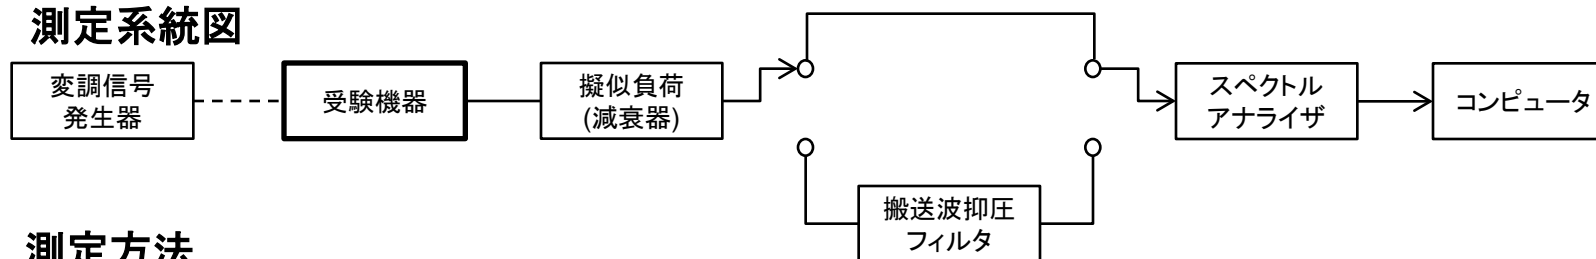 測定系統図
変調信号
発生器
受験機器
擬似負荷
(減衰器)
スペクトル
アナライザ
コンピュータ
搬送波抑圧
フィルタ
測定方法